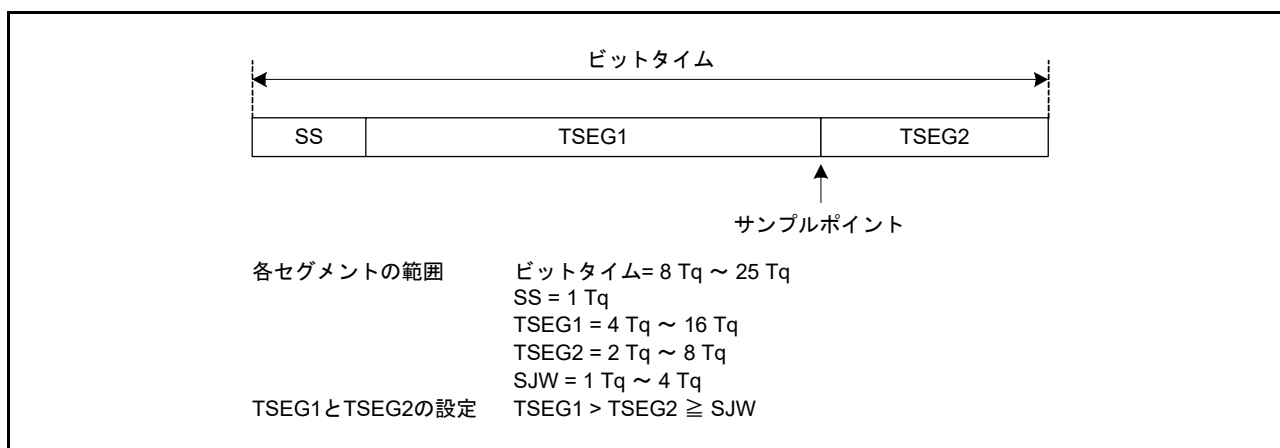 ビットタイム
SS TSEG1 TSEG2
サンプルポイント
各セグメントの範囲 ビットタイム= 8 Tq ～ 25 Tq
SS = 1 Tq
TSEG1 = 4 Tq ～ 16 Tq
TSEG2 = 2 Tq ～ 8 Tq
SJW = 1 Tq ～ 4 Tq
TSEG1とTSEG2の設定 TSEG1 > TSEG2 ≧ SJW